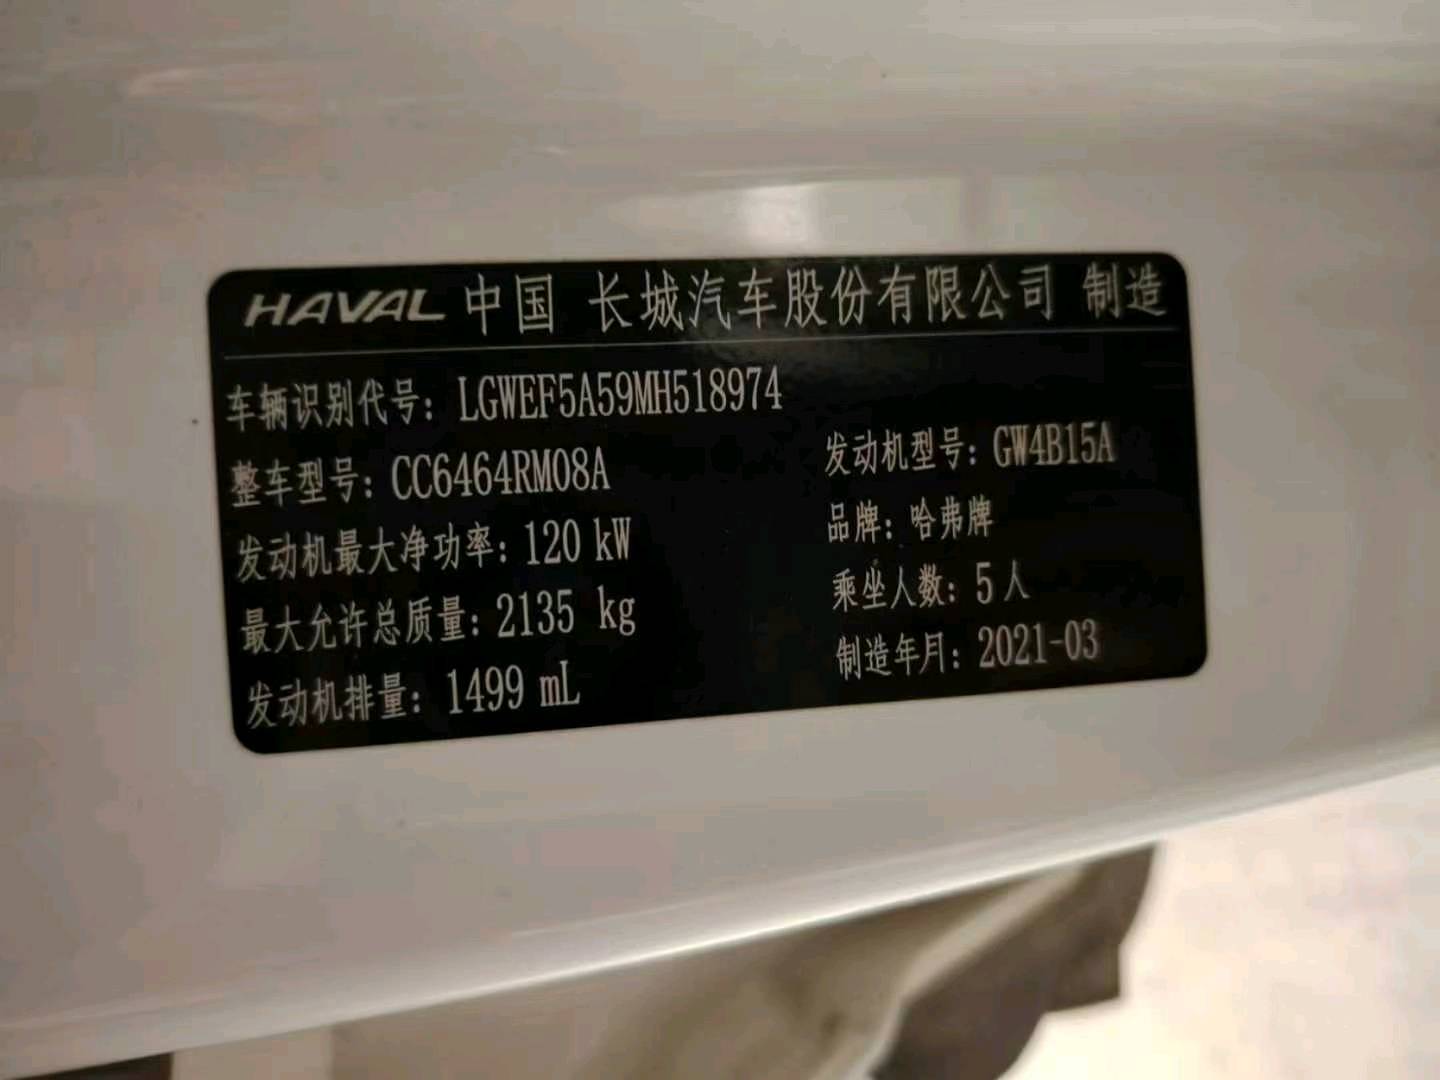 HAVAL 中国 长城汽车股份有限公司 制造
车辆识别代号：LGWEF5A59MH518974
整车型号：CC6464RM08A
发动机型号：GW4B15A
发动机最大净功率：120 kW
品牌：哈弗牌
最大允许总质量：2135 kg
乘坐人数：5人
发动机排量：1499 mL
制造年月：2021-03